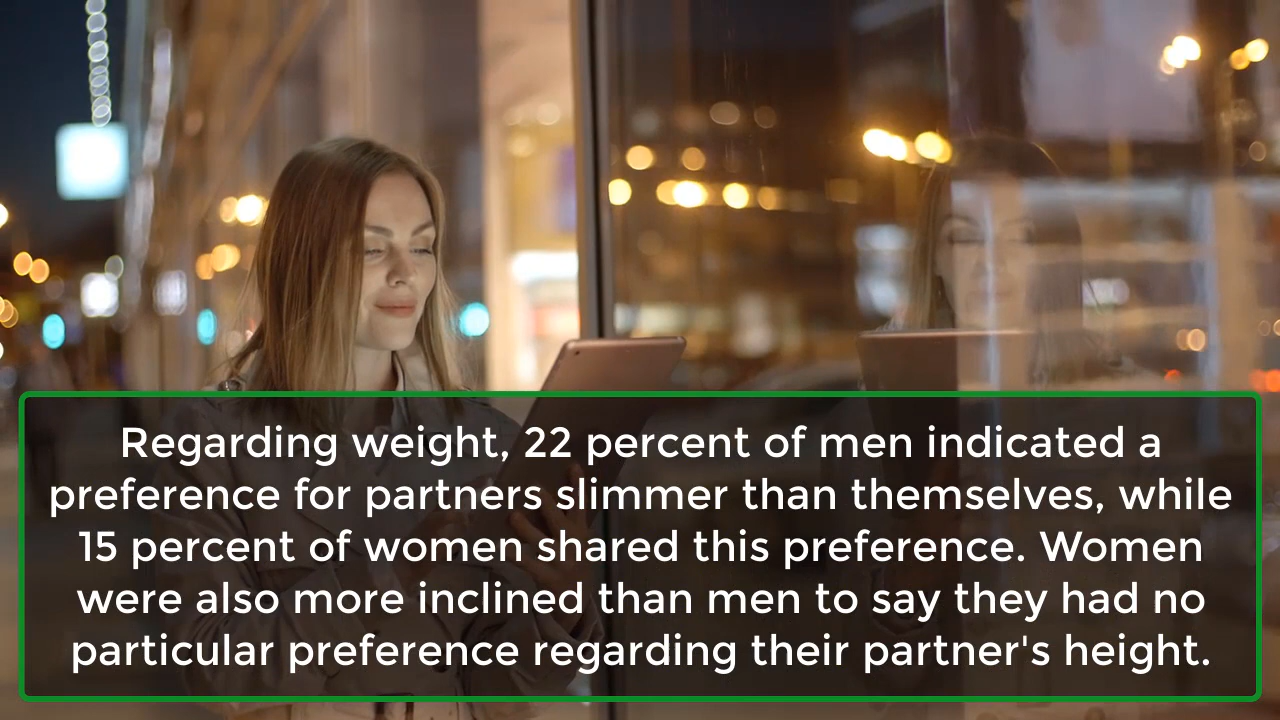 Regarding weight, 22 percent of men indicated a
preference for partners slimmer than themselves, while
15 percent of women shared this preference. Women
were also more inclined than men to say they had no
particular preference regarding their partner's height.